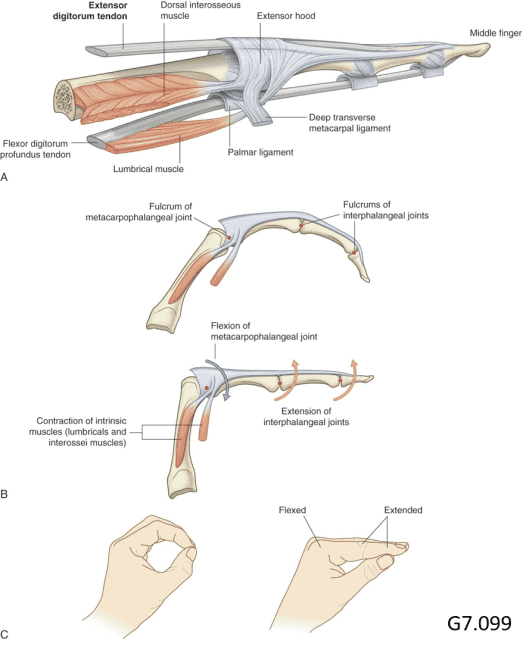 Extensor
digitorum tendon
Dorsal interosseous
muscle
Extensor hood
Middle finger
Flexor digitorum
profundus tendon
Lumbrical muscle
Palmar ligament
Deep transverse
metacarpal ligament
A
Fulcrum of
metacarpophalangeal joint
Fulcrums of
interphalangeal joints
Flexion of
metacarpophalangeal joint
Contraction of intrinsic
muscles (lumbricals and
interossei muscles)
Extension of
interphalangeal joints
B
Flexed
Extended
C
G7.099